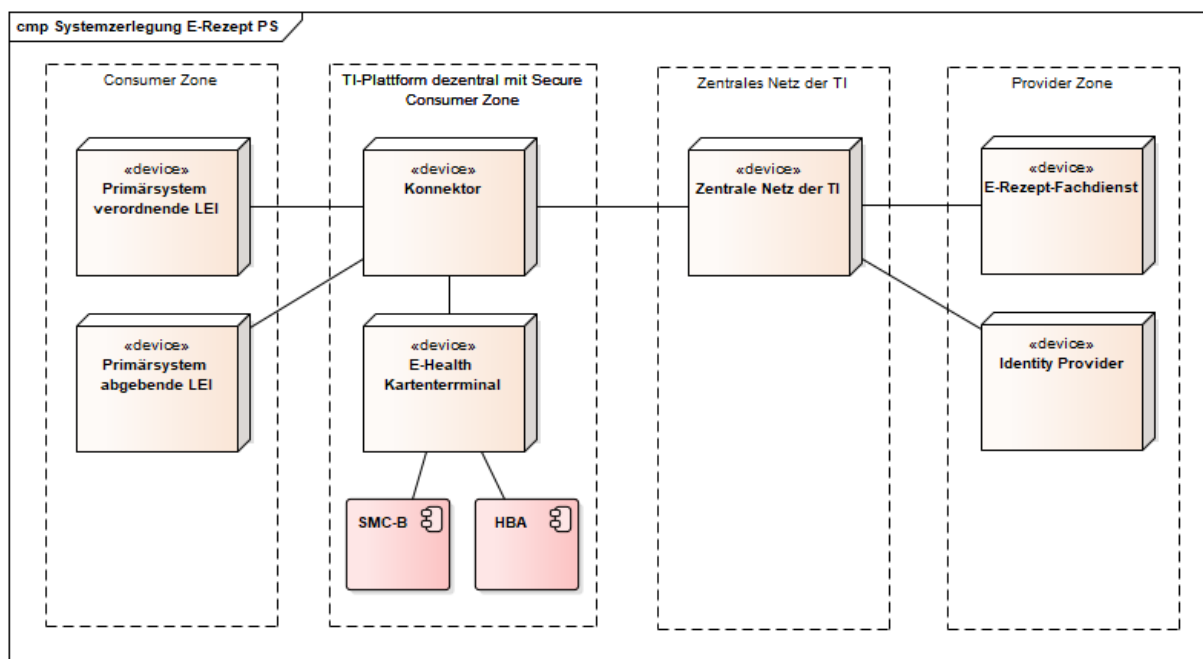 cmp Systemzerlegung E-Rezept PS
Consumer Zone
«device»
Primärsystem
verordnende LEI
«device»
Primärsystem
abgebende LEI
TI-Plattform dezentral mit Secure
Consumer Zone
«device»
Konnektor
«device»
E-Health
Kartenterrminal
SMC-B
HBA
Zentrales Netz der TI
«device»
Zentrale Netz der TI
Provider Zone
«device»
E-Rezept-Fachdienst
«device»
Identity Provider